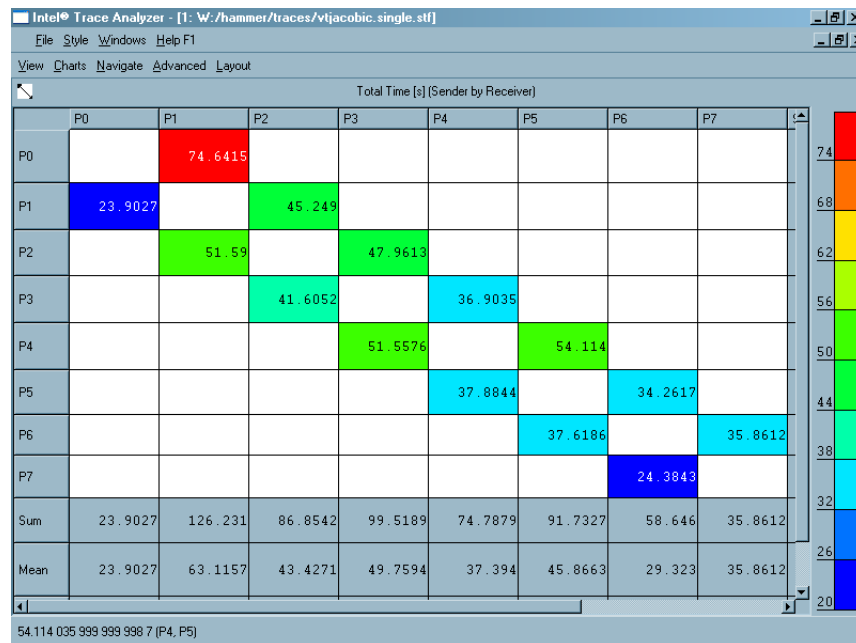 Intel® Trace Analyzer - [1: W:/hammer/traces/vtjacobic.single.stf]
File Style Windows Help F1
View Charts Navigate Advanced Layout
Total Time [s] (Sender by Receiver)
P0 P1 P2 P3 P4 P5 P6 P7
P0 74.6415
P1 23.9027 45.249
P2 51.59 47.9613
P3 41.6052 36.9035
P4 51.5576 54.114
P5 37.8844 34.2617
P6 37.6186 35.8612
P7 24.3843
Sum 23.9027 126.231 86.8542 99.5189 74.7879 91.7327 58.646 35.8612
Mean 23.9027 63.1157 43.4271 49.7594 37.394 45.8663 29.323 35.8612
74
68
62
56
50
44
38
32
26
20
54.114 035 999 999 998 7 (P4, P5)